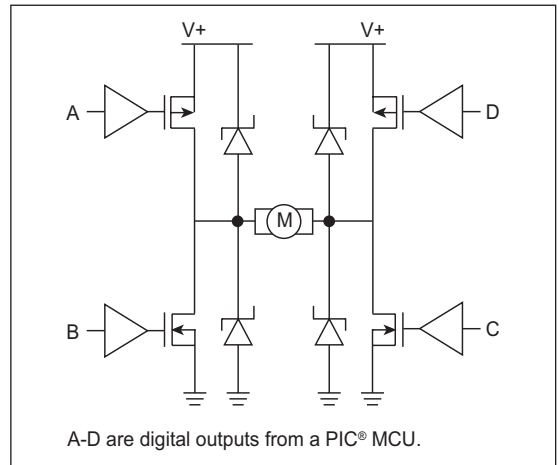 V+ V+
A D
M
B C
A-D are digital outputs from a PIC® MCU.